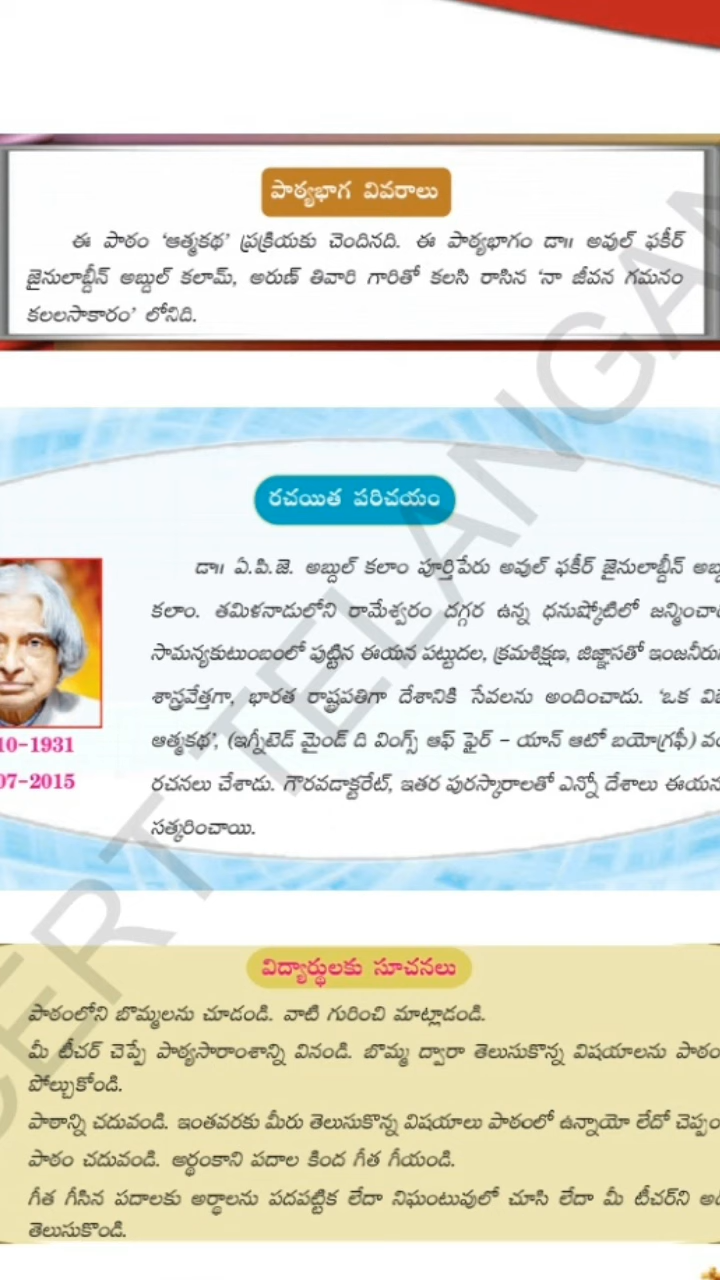 పాఠ్యభాగ వివరాలు
ఈ పాఠం ‘ఆత్మకథ’ ప్రక్రియకు చెందినది. ఈ పాఠ్యభాగం డా॥ అవుల్ ఫకీర్
జైనులాబ్దీన్ అబ్దుల్ కలామ్, అరుణ్ తివారి గారితో కలసి రాసిన ‘నా జీవన గమనం
కలలసాకారం’ లోనిది.
రచయిత పరిచయం
డా॥ ఏ.పి.జె. అబ్దుల్ కలాం పూర్తిపేరు అవుల్ ఫకీర్ జైనులాబ్దీన్
కలాం. తమిళనాడులోని రామేశ్వరం దగ్గర ఉన్న ధనుష్కోటిలో
సామన్యకుటుంబంలో పుట్టిన ఈయన పట్టుదల, క్రమశిక్షణ, జిజ్ఞాసతో
శాస్త్రవేత్తగా, భారత రాష్ట్రపతిగా దేశానికి సేవలను అందించాడు. ‘ఒక
ఆత్మకథ’, (ఇగ్నీటెడ్ మైండ్ ది వింగ్స్ ఆఫ్ ఫైర్ – యాన్ ఆటో బయోగ్రఫీ)
రచనలు చేశాడు. గౌరవడాక్టరేట్, ఇతర పురస్కారాలతో ఎన్నో దేశాలు
సత్కరించాయి.
10-1931
07-2015
విద్యార్థులకు సూచనలు
పాఠంలోని బొమ్మలను చూడండి. వాటి గురించి మాట్లాడండి.
మీ టీచర్ చెప్పే పాఠ్యసారాంశాన్ని వినండి. బొమ్మ ద్వారా తెలుసుకొన్న విషయాలను
పోల్చుకోండి.
పాఠాన్ని చదువండి. ఇంతవరకు మీరు తెలుసుకొన్న విషయాలు పాఠంలో ఉన్నాయో లేదో
పాఠం చదువండి. అర్థంకాని పదాల కింద గీత గీయండి.
గీత గీసిన పదాలకు అర్థాలను పదపట్టిక లేదా నిఘంటువులో చూసి లేదా మీ టీచర్‌ని
తెలుసుకొండి.